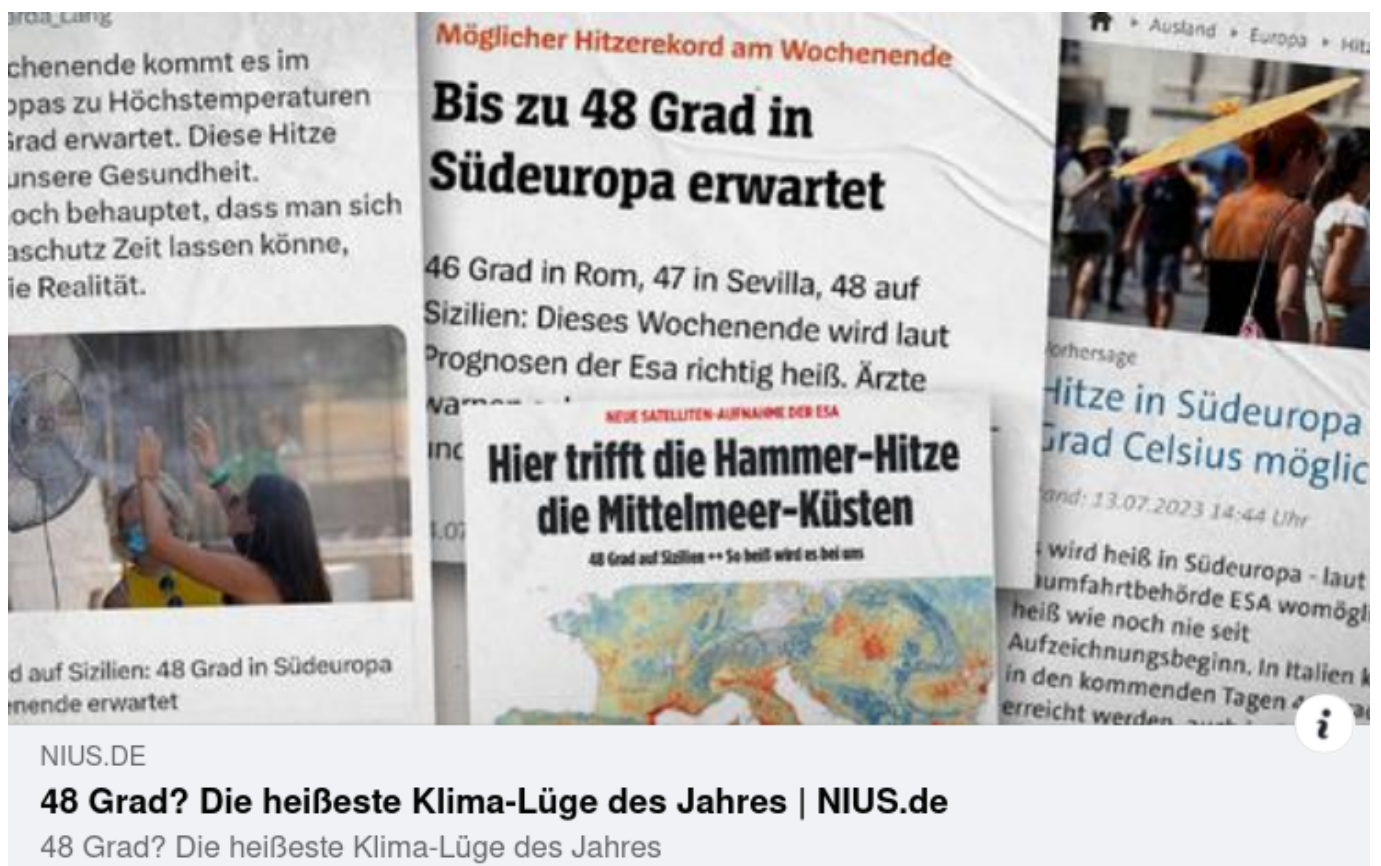 chenende kommt es im
opas zu Höchstemperaturen
Grad erwartet. Diese Hitze
unsere Gesundheit.
och behauptet, dass man sich
aschutz Zeit lassen könne,
ie Realität.
d auf Sizilien: 48 Grad in Südeuropa
enende erwartet
Möglicher Hitzerekord am Wochenende
Bis zu 48 Grad in
Südeuropa erwartet
46 Grad in Rom, 47 in Sevilla, 48 auf
Sizilien: Dieses Wochenende wird laut
Prognosen der Esa richtig heiß. Ärzte
NEUE SATELLITEN-AUFNAHME DER ESA
Hier trifft die Hammer-Hitze
die Mittelmeer-Küsten
48 Grad auf Sizilien ++ So heiß wird es bei uns
Ausland Europa Hitz
orhersage
Hitze in Südeuropa
Grad Celsius möglic
and: 13.07.2023 14:44 Uhr
wird heiß in Südeuropa - laut
aumfahrtbehörde ESA womögl
heiß wie noch nie seit
Aufzeichnungsbeginn. In Italien k
in den kommenden Tagen
erreicht werden
i
NIUS.DE
48 Grad? Die heißeste Klima-Lüge des Jahres | NIUS.de
48 Grad? Die heißeste Klima-Lüge des Jahres